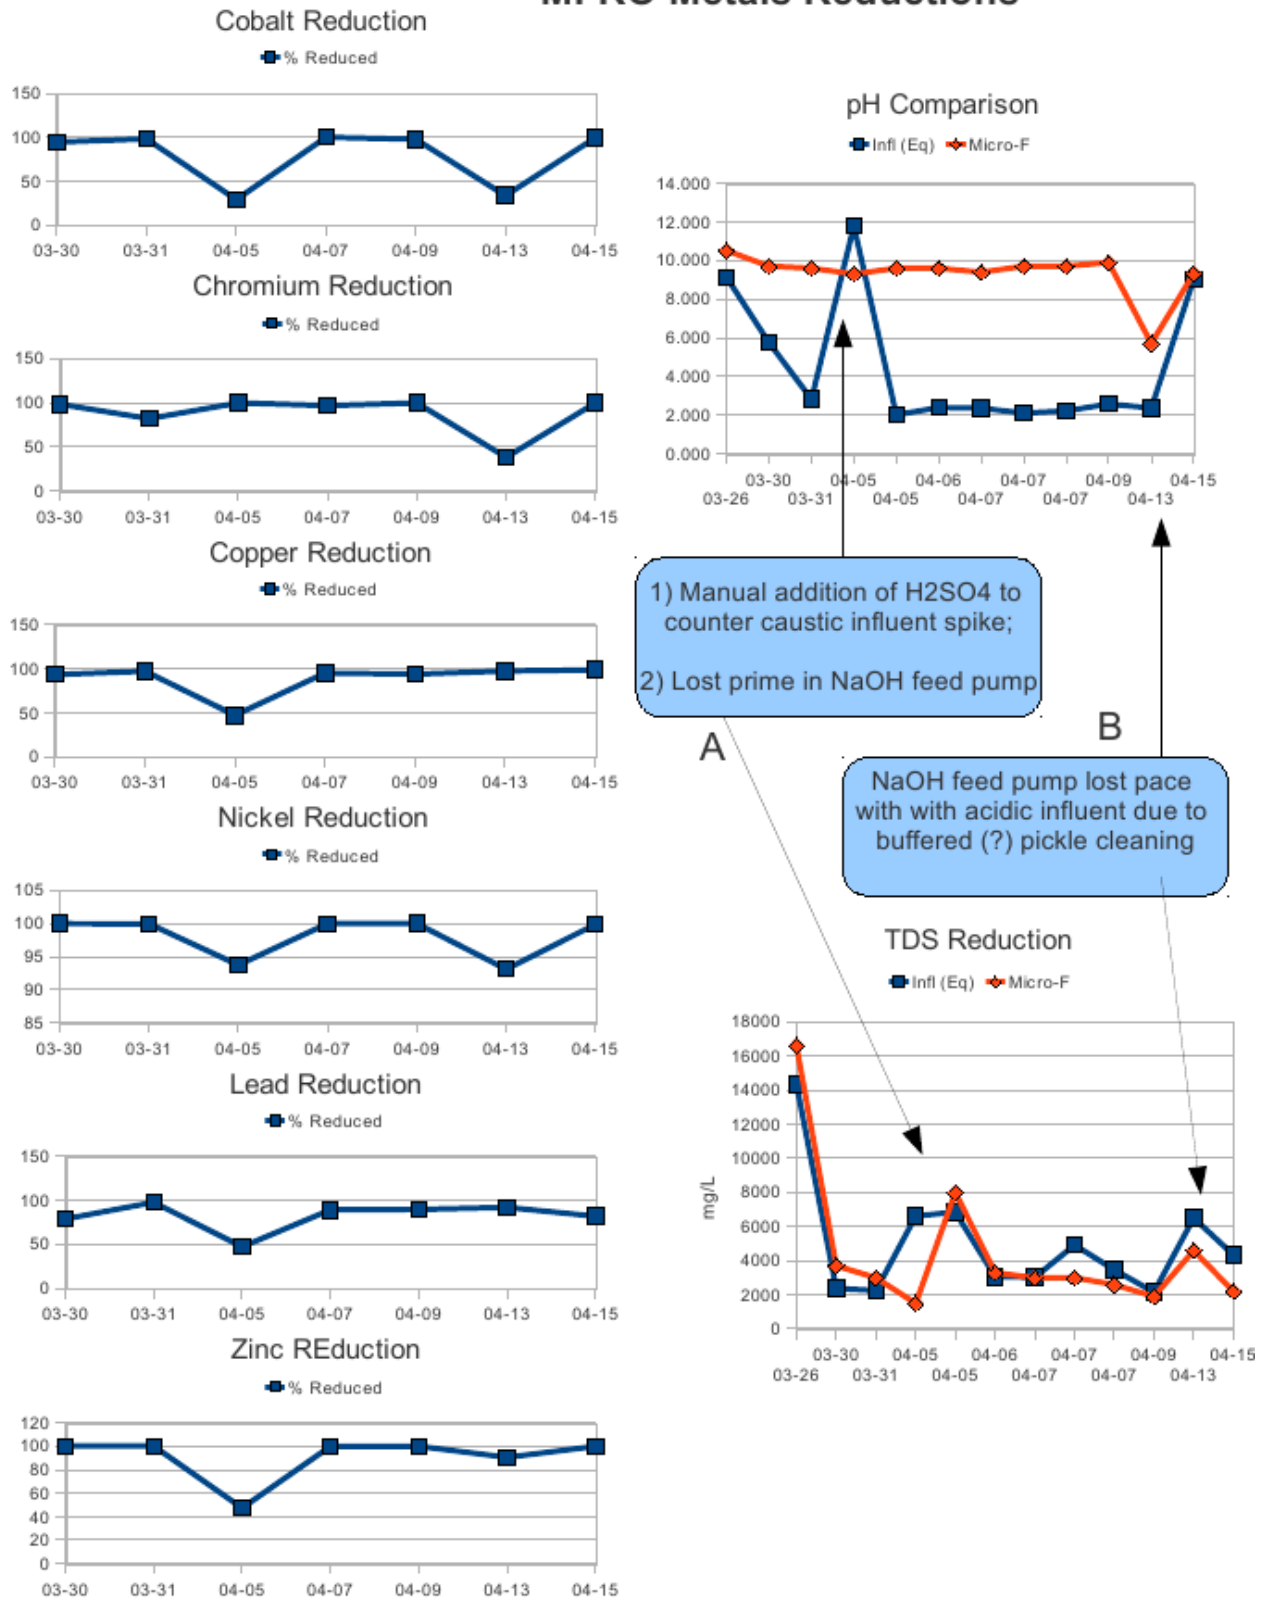 Metals Reductions
Cobalt Reduction
% Reduced
150
100
50
0
03-30 03-31 04-05 04-07 04-09 04-13 04-15
Chromium Reduction
% Reduced
150
100
50
0
03-30 03-31 04-05 04-07 04-09 04-13 04-15
Copper Reduction
% Reduced
150
100
50
0
03-30 03-31 04-05 04-07 04-09 04-13 04-15
Nickel Reduction
% Reduced
105
100
95
90
85
03-30 03-31 04-05 04-07 04-09 04-13 04-15
Lead Reduction
% Reduced
150
100
50
0
03-30 03-31 04-05 04-07 04-09 04-13 04-15
Zinc REduction
% Reduced
120
100
80
60
40
20
0
03-30 03-31 04-05 04-07 04-09 04-13 04-15
pH Comparison
Infl (Eq) Micro-F
14.000
12.000
10.000
8.000
6.000
4.000
2.000
0.000
03-30 04-05 04-06 04-07 04-09 04-15
03-26 03-31 04-05 04-07 04-07 04-13
1) Manual addition of H2SO4 to
counter caustic influent spike;
2) Lost prime in NaOH feed pump
A
B
NaOH feed pump lost pace
with with acidic influent due to
buffered (?) pickle cleaning
TDS Reduction
Infl (Eq) Micro-F
mg/L
18000
16000
14000
12000
10000
8000
6000
4000
2000
0
03-30 04-05 04-06 04-07 04-09 04-15
03-26 03-31 04-05 04-07 04-07 04-13